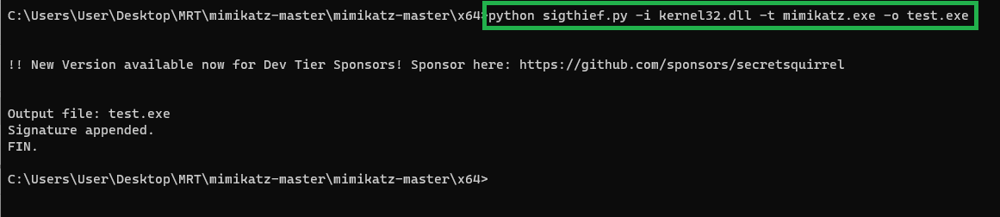 C:\Users\User\Desktop\MRT\mimikatz-master\mimikatz-master\x64>python sigthief.py -i kernel32.dll -t mimikatz.exe -o test.exe
!! New Version available now for Dev Tier Sponsors! Sponsor here: https://github.com/sponsors/secretsquirrel
Output file: test.exe
Signature appended.
FIN.
C:\Users\User\Desktop\MRT\mimikatz-master\mimikatz-master\x64>